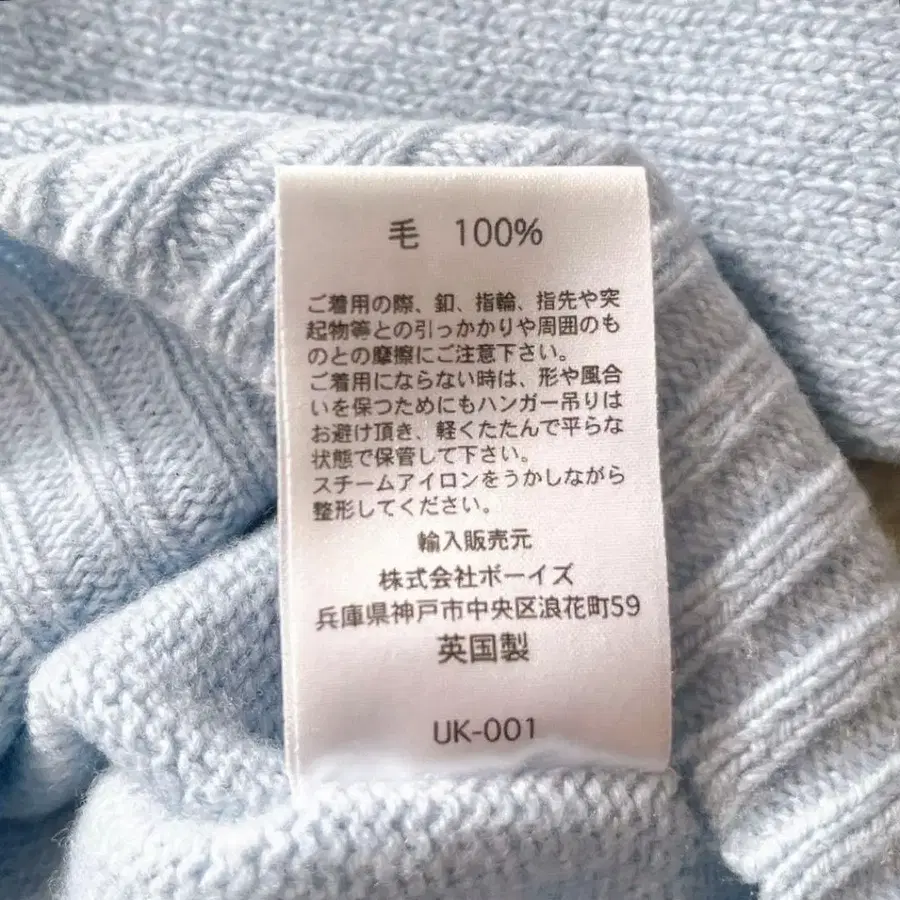 毛 100%
ご着用の際、釦、指輪、指先や突
起物等との引っかかりや周囲のも
のとの摩擦にご注意下さい。
ご着用にならない時は、形や風合
いを保つためにもハンガー吊りは
お避け頂き、軽くたたんで平らな
状態で保管して下さい。
スチームアイロンをうかしながら
整形してください。
輸入販売元
株式会社ボーイズ
兵庫県神戸市中央区浪花町59
英国製
UK-001